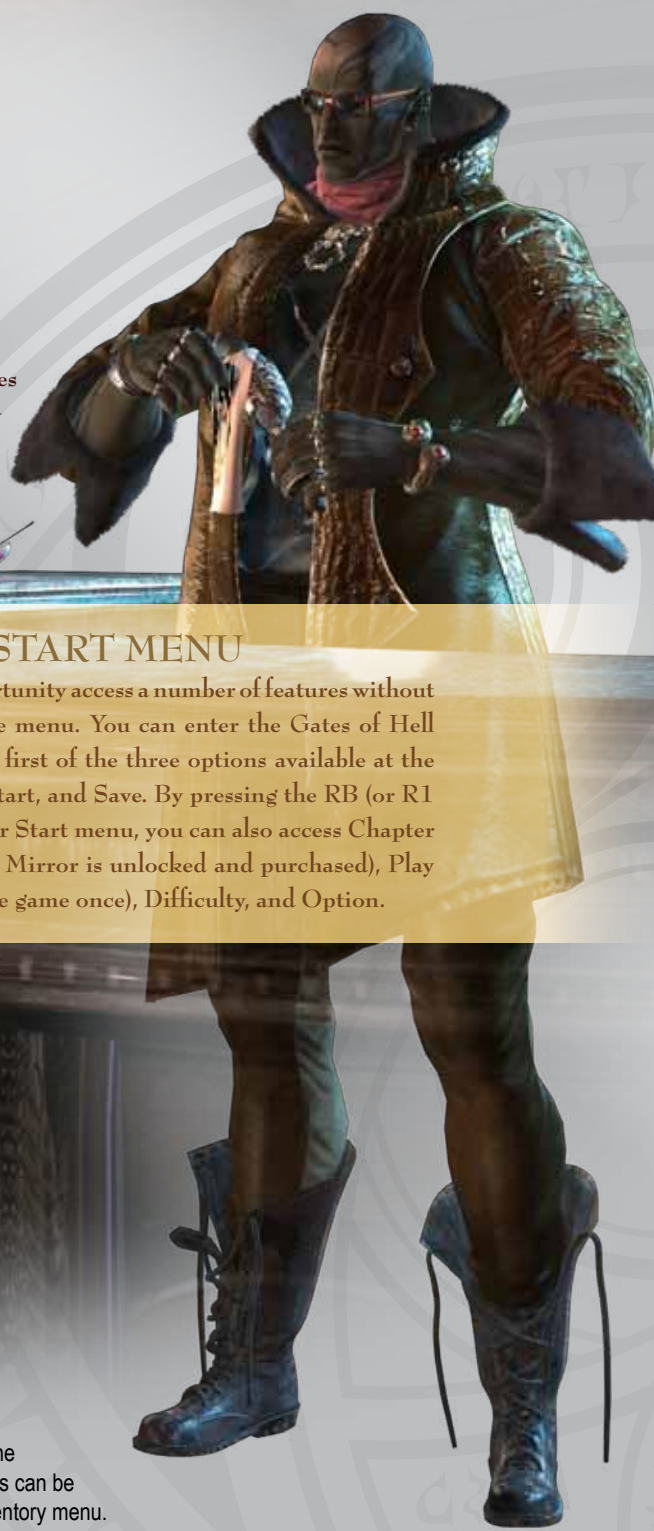 es
START MENU
rtunity access a number of features without
e menu. You can enter the Gates of Hell
first of the three options available at the
tart, and Save. By pressing the RB (or R1
r Start menu, you can also access Chapter
Mirror is unlocked and purchased), Play
e game once), Difficulty, and Option.
ne
s can be
entory menu.